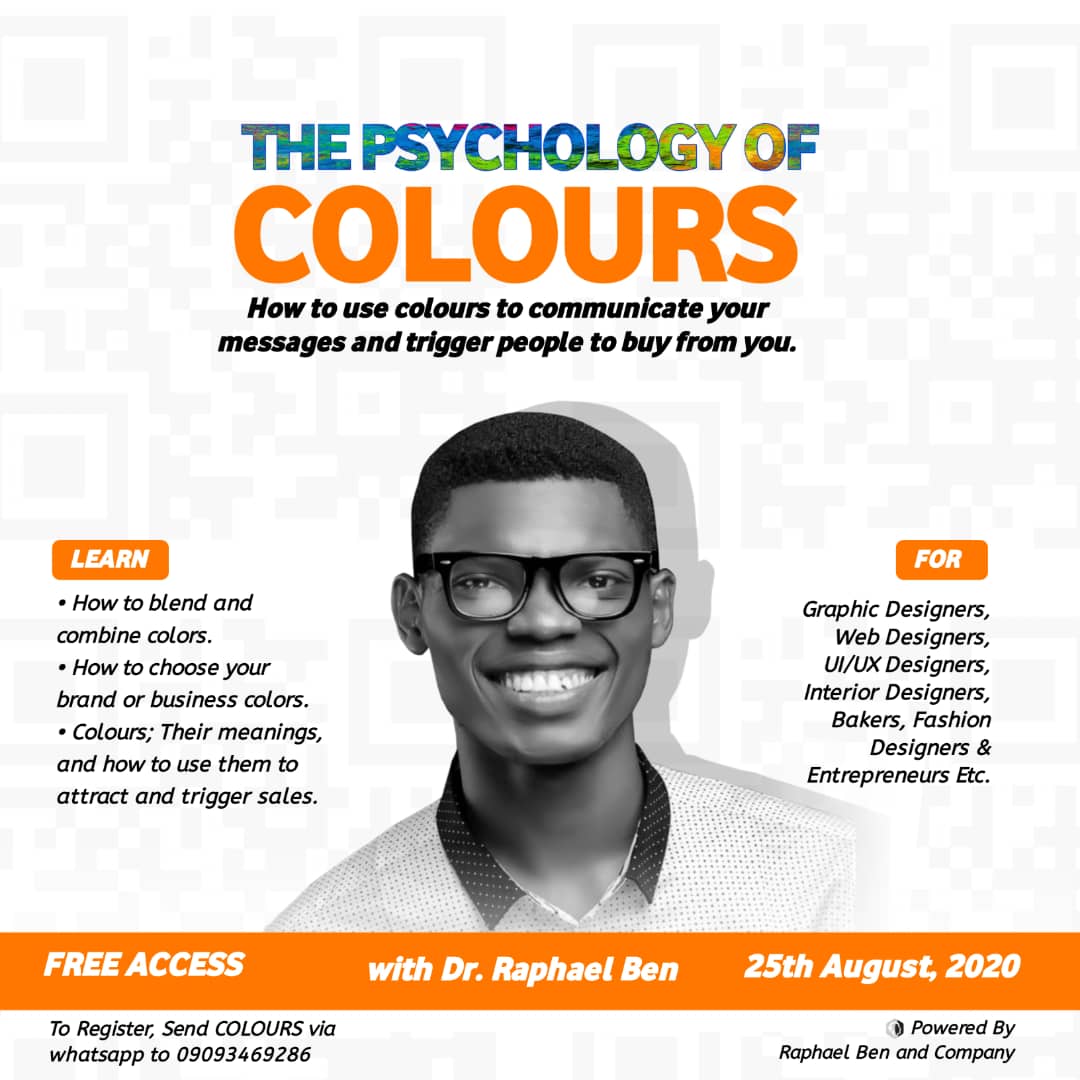 THE PSYCHOLOGY OF
COLOURS
How to use colours to communicate your
messages and trigger people to buy from you.
LEARN
• How to blend and
combine colors.
• How to choose your
brand or business colors.
• Colours; Their meanings,
and how to use them to
attract and trigger sales.
FOR
Graphic Designers,
Web Designers,
UI/UX Designers,
Interior Designers,
Bakers, Fashion
Designers &
Entrepreneurs Etc.
FREE ACCESS
with Dr. Raphael Ben
25th August, 2020
To Register, Send COLOURS via
whatsapp to 09093469286
Powered By
Raphael Ben and Company